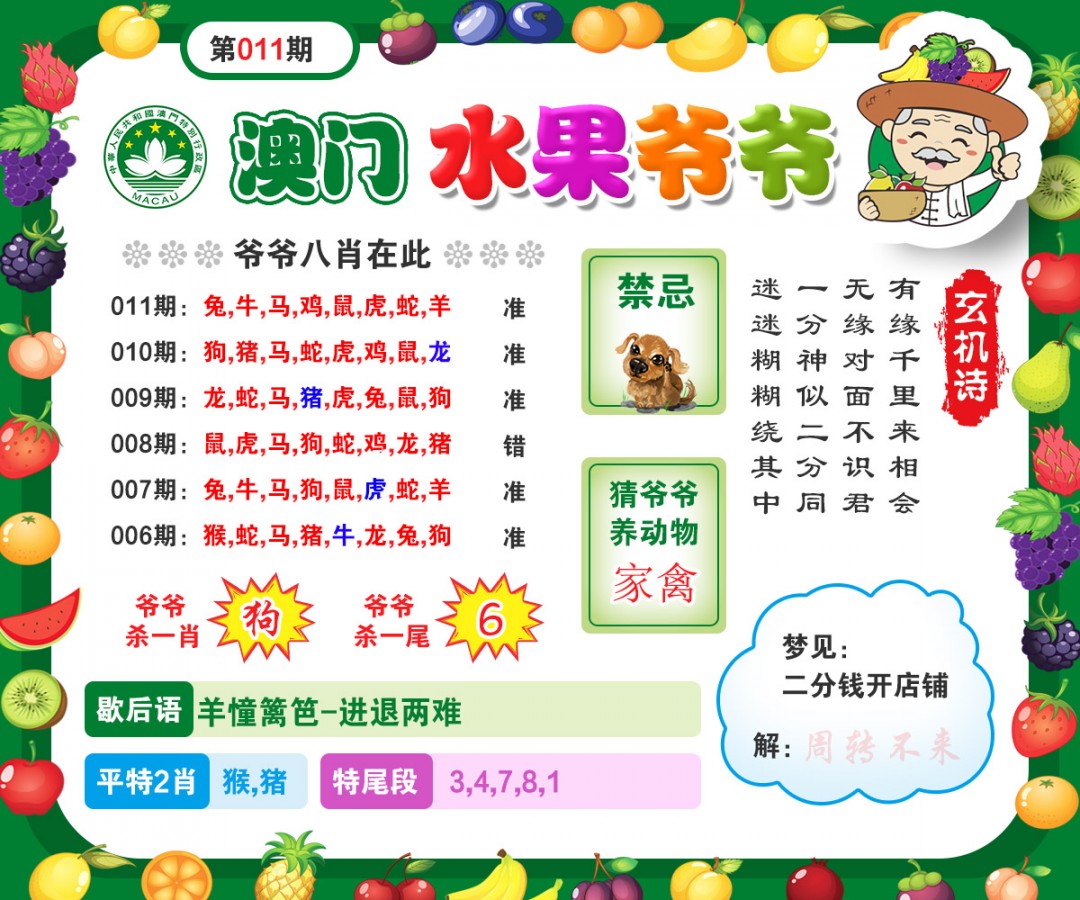 第011期
中華人民共和國澳門特別行政區
MACAU
澳门 水果爷爷
爷爷八肖在此
011期：兔,牛,马,鸡,鼠,虎,蛇,羊 准
010期：狗,猪,马,蛇,虎,鸡,鼠,龙 准
009期：龙,蛇,马,猪,虎,兔,鼠,狗 准
008期：鼠,虎,马,狗,蛇,鸡,龙,猪 错
007期：兔,牛,马,狗,鼠,虎,蛇,羊 准
006期：猴,蛇,马,猪,牛,龙,兔,狗 准
爷爷
杀一肖
狗
爷爷
杀一尾
6
禁忌
猜爷爷
养动物
家禽
玄机诗
有缘千里来相会
无缘对面不识君
一分神似二分同
迷迷糊糊绕其中
歇后语 羊憧篱笆-进退两难
平特2肖 猴,猪
特尾段 3,4,7,8,1
梦见：
二分钱开店铺
解：周转不来